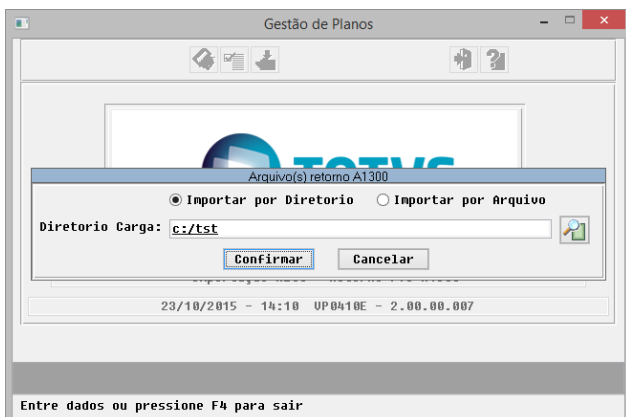 Gestão de Planos
TOTVS
Arquivo(s) retorno A1300
Importar por Diretorio Importar por Arquivo
Diretorio Carga: c:/tst
Confirmar Cancelar
23/10/2015 - 14:10 VP0410E - 2.00.00.007
Entre dados ou pressione F4 para sair